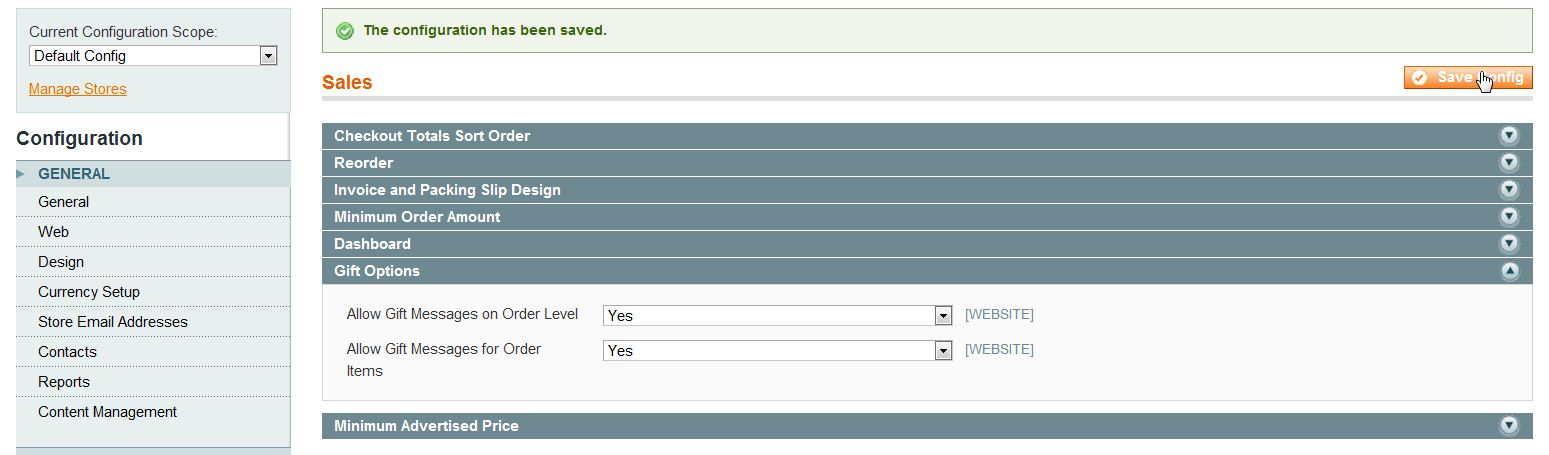 Current Configuration Scope:
Default Config
Manage Stores
Configuration
GENERAL
General
Web
Design
Currency Setup
Store Email Addresses
Contacts
Reports
Content Management
The configuration has been saved.
Sales
Save Config
Checkout Totals Sort Order
Reorder
Invoice and Packing Slip Design
Minimum Order Amount
Dashboard
Gift Options
Allow Gift Messages on Order Level Yes [WEBSITE]
Allow Gift Messages for Order Yes [WEBSITE]
Items
Minimum Advertised Price